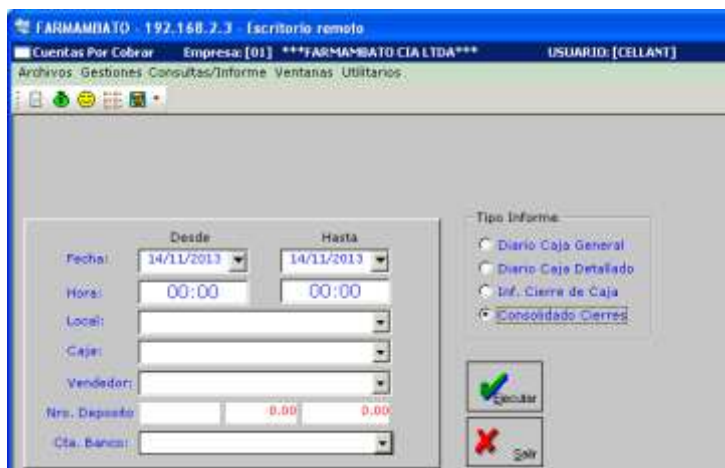 FARMAMBATO - 192.168.2.3 - Escritorio remoto
Cuentas Por Cobrar Empresa: [01] ***FARMAMBATO CIA LTDA*** USUARIO: [CELLANT]
Archivos Gestiones Consultas/Informe Ventanas Utilitarios
Desde Hasta
Fecha: 14/11/2013 14/11/2013
Hora: 00:00 00:00
Local:
Caja:
Vendedor:
Nro. Deposito 0.00 0.00
Cta. Banco:
Tipo Informe
Diario Caja General
Diario Caja Detallado
Inf. Cierre de Caja
Consolidado Cierres
Ejecutar
Salir